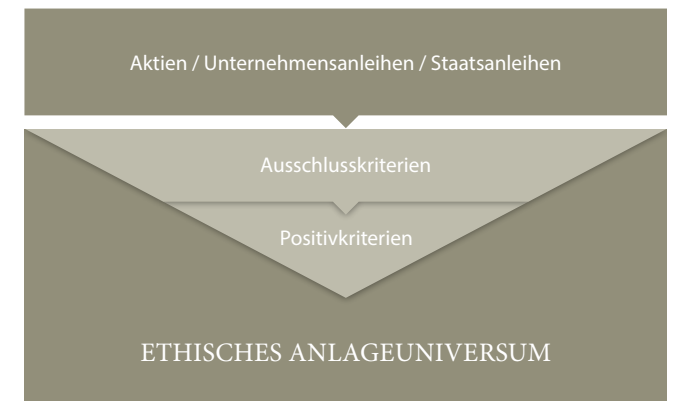 Aktien / Unternehmensanleihen / Staatsanleihen
Ausschlusskriterien
Positivkriterien
ETHISCHES ANLAGEUNIVERSUM